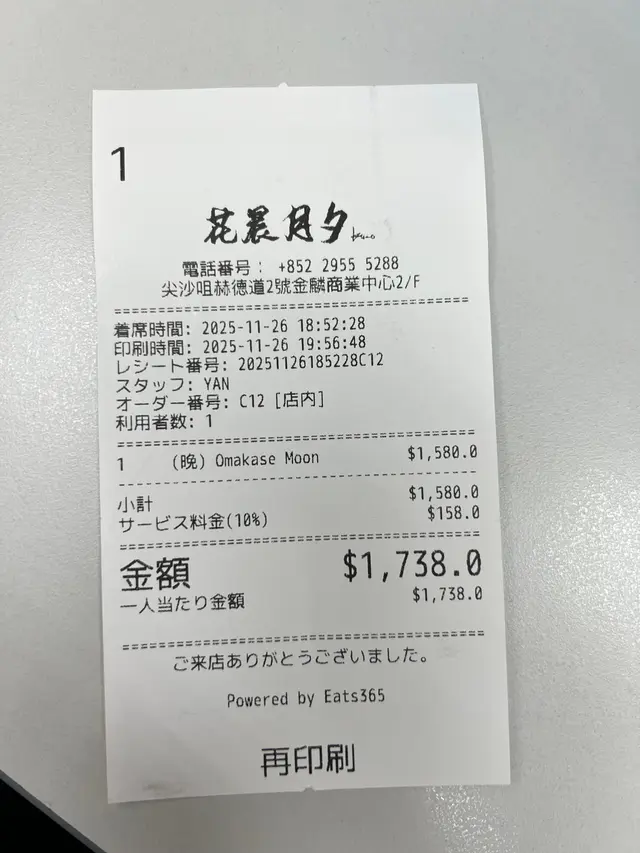 1
花晨月夕
電話番号： +852 2955 5288
尖沙咀赫德道2號金麟商業中心2/F
着席時間: 2025-11-26 18:52:28
印刷時間: 2025-11-26 19:56:48
レシート番号: 20251126185228C12
スタッフ: YAN
オーダー番号: C12 [店内]
利用者数: 1
1 (晩) Omakase Moon $1,580.0
小計 $1,580.0
サービス料金(10%) $158.0
金額 $1,738.0
一人当たり金額 $1,738.0
ご来店ありがとうございました。
Powered by Eats365
再印刷